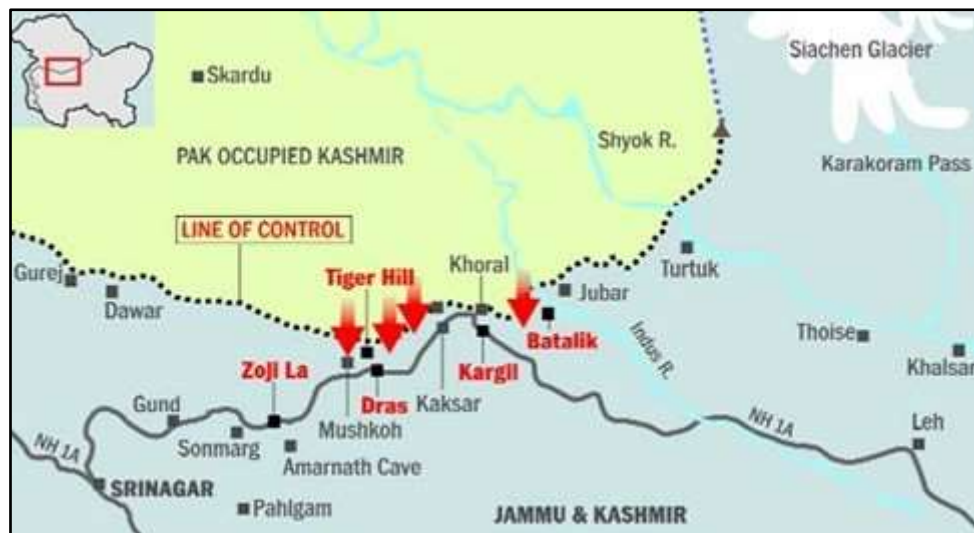 Siachen Glacier
Skardu
Shyok R.
PAK OCCUPIED KASHMIR
Karakoram Pass
LINE OF CONTROL
Gurej
Tiger Hill
Khoral
Turtuk
Dawar
Jubar
Thoise
Batalik
Indus R.
Khalsar
Zoji La
Kargil
Dras
Kaksar
Gund
Mushkoh
NH 1A
Leh
NH 1A
Sonmarg
Amarnath Cave
SRINAGAR
Pahlgam
JAMMU & KASHMIR